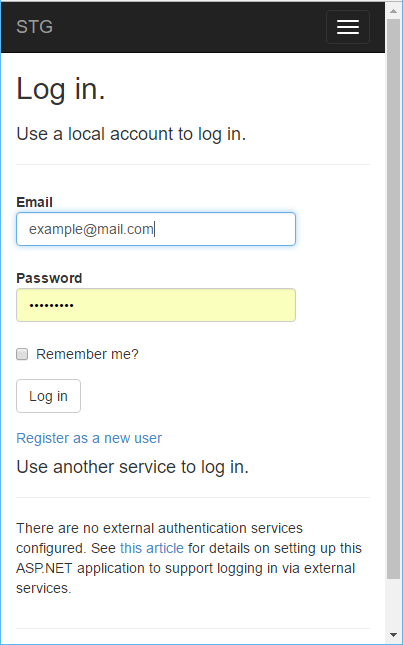 STG
Log in.
Use a local account to log in.
Email
example@mail.com
Password
•••••••••
Remember me?
Log in
Register as a new user
Use another service to log in.
There are no external authentication services
configured. See this article for details on setting up this
ASP.NET application to support logging in via external
services.